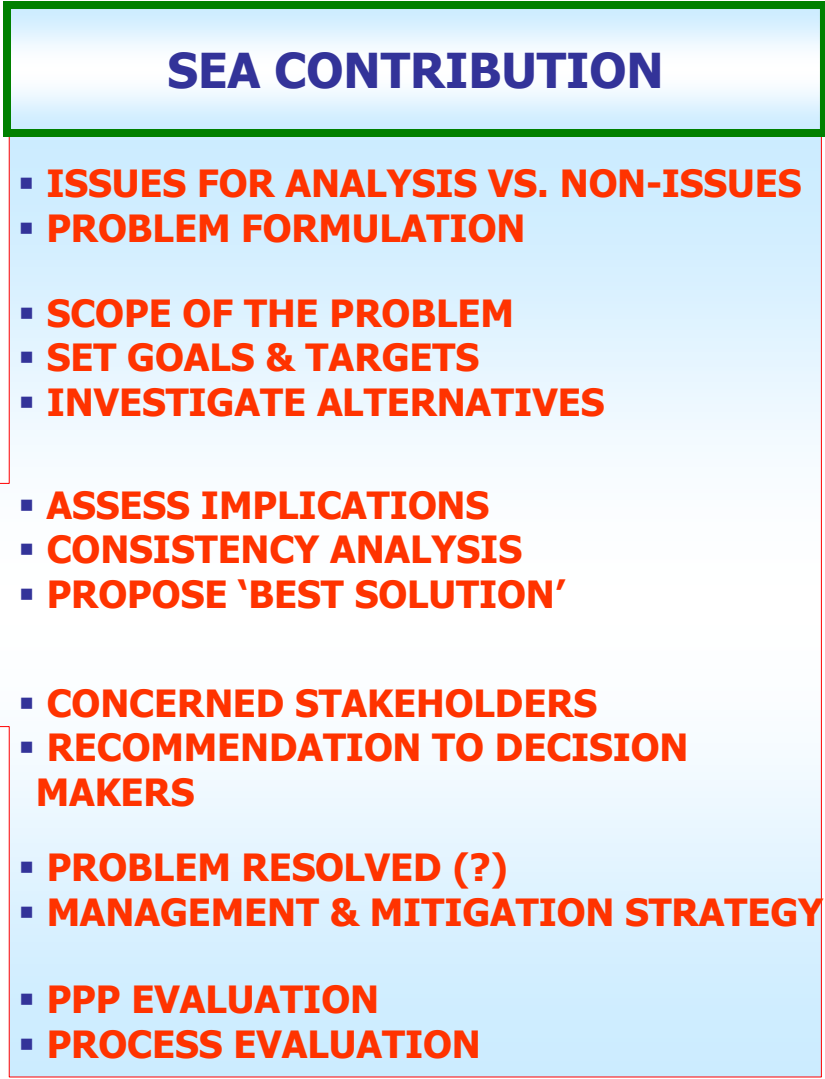 SEA CONTRIBUTION
▪ ISSUES FOR ANALYSIS VS. NON-ISSUES
▪ PROBLEM FORMULATION
▪ SCOPE OF THE PROBLEM
▪ SET GOALS & TARGETS
▪ INVESTIGATE ALTERNATIVES
▪ ASSESS IMPLICATIONS
▪ CONSISTENCY ANALYSIS
▪ PROPOSE ‘BEST SOLUTION’
▪ CONCERNED STAKEHOLDERS
▪ RECOMMENDATION TO DECISION
MAKERS
▪ PROBLEM RESOLVED (?)
▪ MANAGEMENT & MITIGATION STRATEGY
▪ PPP EVALUATION
▪ PROCESS EVALUATION